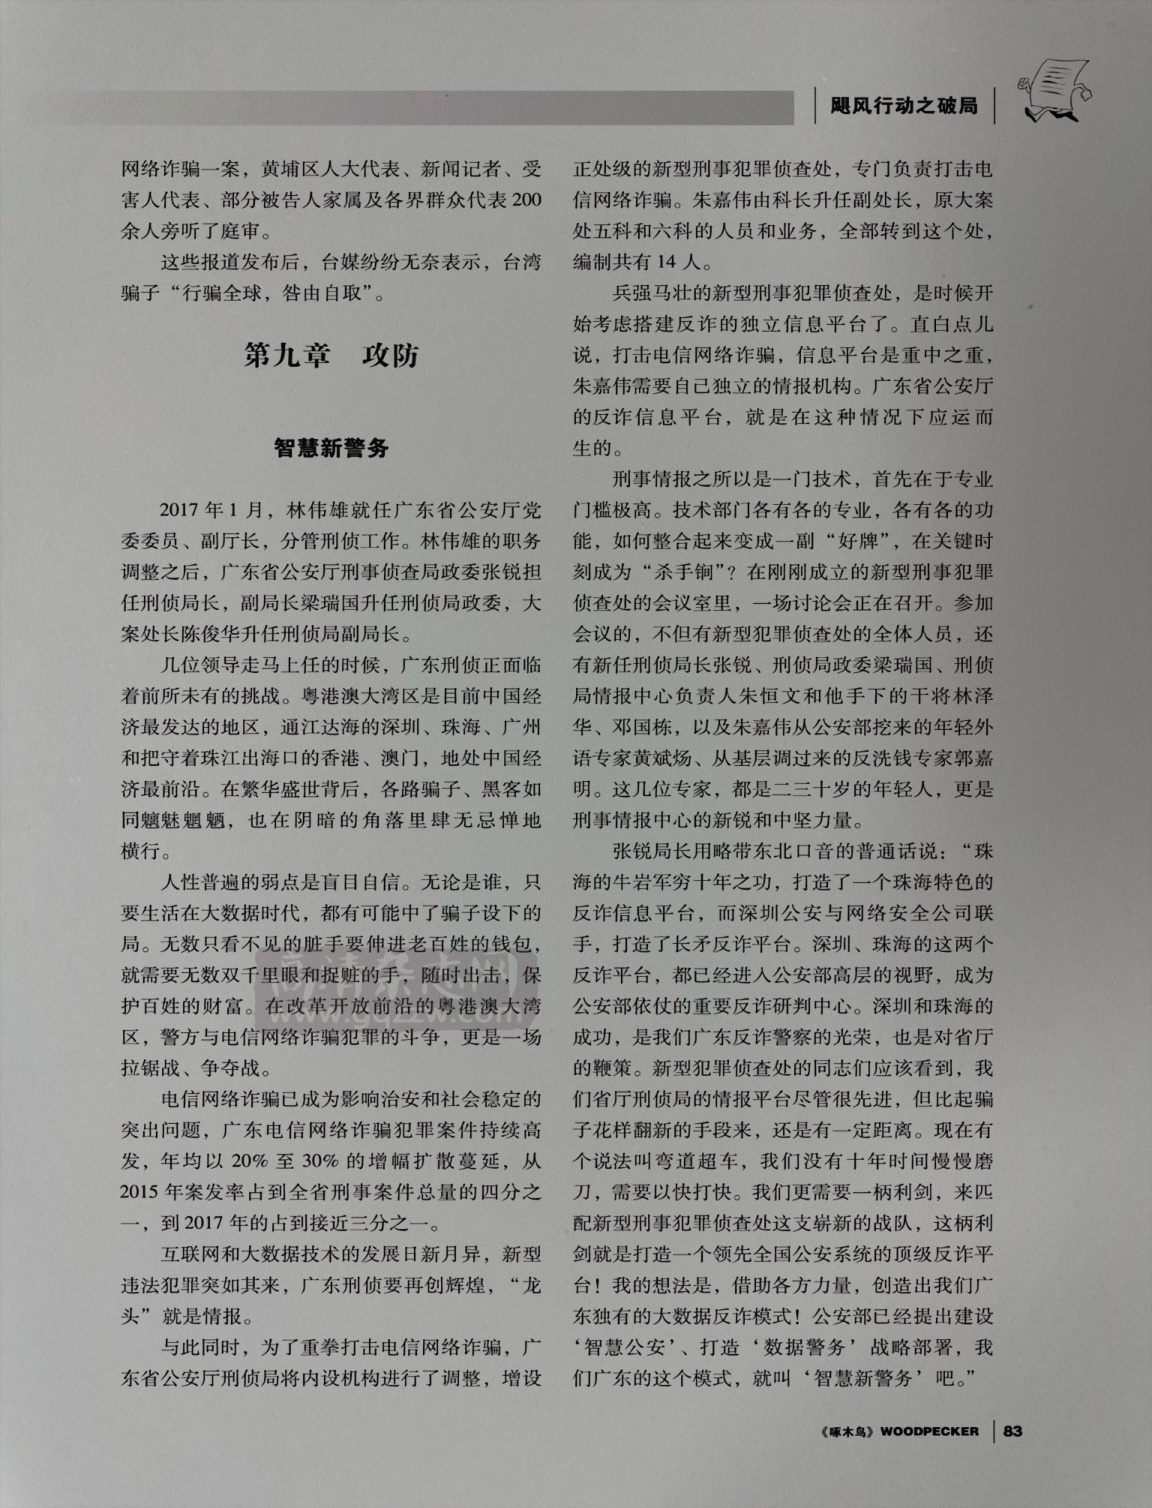 飓风行动之破局
网络诈骗一案，黄埔区人大代表、新闻记者、受
害人代表、部分被告人家属及各界群众代表 200
余人旁听了庭审。
这些报道发布后，台媒纷纷无奈表示，台湾
骗子“行骗全球，咎由自取”。
第九章　攻防
智慧新警务
2017 年 1 月，林伟雄就任广东省公安厅党
委委员、副厅长，分管刑侦工作。林伟雄的职务
调整之后，广东省公安厅刑事侦查局政委张锐担
任刑侦局长，副局长梁瑞国升任刑侦局政委，大
案处长陈俊华升任刑侦局副局长。
几位领导走马上任的时候，广东刑侦正面临
着前所未有的挑战。粤港澳大湾区是目前中国经
济最发达的地区，通江达海的深圳、珠海、广州
和把守着珠江出海口的香港、澳门，地处中国经
济最前沿。在繁华盛世背后，各路骗子、黑客如
同魑魅魍魉，也在阴暗的角落里肆无忌惮地
横行。
人性普遍的弱点是盲目自信。无论是谁，只
要生活在大数据时代，都有可能中了骗子设下的
局。无数只看不见的脏手要伸进老百姓的钱包，
就需要无数双千里眼和捉赃的手，随时出击，保
护百姓的财富。在改革开放前沿的粤港澳大湾
区，警方与电信网络诈骗犯罪的斗争，更是一场
拉锯战、争夺战。
电信网络诈骗已成为影响治安和社会稳定的
突出问题，广东电信网络诈骗犯罪案件持续高
发，年均以 20% 至 30% 的增幅扩散蔓延，从
2015 年案发率占到全省刑事案件总量的四分之
一，到 2017 年的占到接近三分之一。
互联网和大数据技术的发展日新月异，新型
违法犯罪突如其来，广东刑侦要再创辉煌，“龙
头”就是情报。
与此同时，为了重拳打击电信网络诈骗，广
东省公安厅刑侦局将内设机构进行了调整，增设
正处级的新型刑事犯罪侦查处，专门负责打击电
信网络诈骗。朱嘉伟由科长升任副处长，原大案
处五科和六科的人员和业务，全部转到这个处，
编制共有 14 人。
兵强马壮的新型刑事犯罪侦查处，是时候开
始考虑搭建反诈的独立信息平台了。直白点儿
说，打击电信网络诈骗，信息平台是重中之重，
朱嘉伟需要自己独立的情报机构。广东省公安厅
的反诈信息平台，就是在这种情况下应运而
生的。
刑事情报之所以是一门技术，首先在于专业
门槛极高。技术部门各有各的专业，各有各的功
能，如何整合起来变成一副“好牌”，在关键时
刻成为“杀手锏”？在刚刚成立的新型刑事犯罪
侦查处的会议室里，一场讨论会正在召开。参加
会议的，不但有新型犯罪侦查处的全体人员，还
有新任刑侦局长张锐、刑侦局政委梁瑞国、刑侦
局情报中心负责人朱恒文和他手下的干将林泽
华、邓国栋，以及朱嘉伟从公安部挖来的年轻外
语专家黄斌炀、从基层调过来的反洗钱专家郭嘉
明。这几位专家，都是二三十岁的年轻人，更是
刑事情报中心的新锐和中坚力量。
张锐局长用略带东北口音的普通话说：“珠
海的牛岩军穷十年之功，打造了一个珠海特色的
反诈信息平台，而深圳公安与网络安全公司联
手，打造了长矛反诈平台。深圳、珠海的这两个
反诈平台，都已经进入公安部高层的视野，成为
公安部依仗的重要反诈研判中心。深圳和珠海的
成功，是我们广东反诈警察的光荣，也是对省厅
的鞭策。新型犯罪侦查处的同志们应该看到，我
们省厅刑侦局的情报平台尽管很先进，但比起骗
子花样翻新的手段来，还是有一定距离。现在有
个说法叫弯道超车，我们没有十年时间慢慢磨
刀，需要以快打快。我们更需要一柄利剑，来匹
配新型刑事犯罪侦查处这支崭新的战队，这柄利
剑就是打造一个领先全国公安系统的顶级反诈平
台！我的想法是，借助各方力量，创造出我们广
东独有的大数据反诈模式！公安部已经提出建设
‘智慧公安’、打造‘数据警务’战略部署，我
们广东的这个模式，就叫‘智慧新警务’吧。”
高清杂志网
www.gqzzw.com
《啄木鸟》WOODPECKER 83